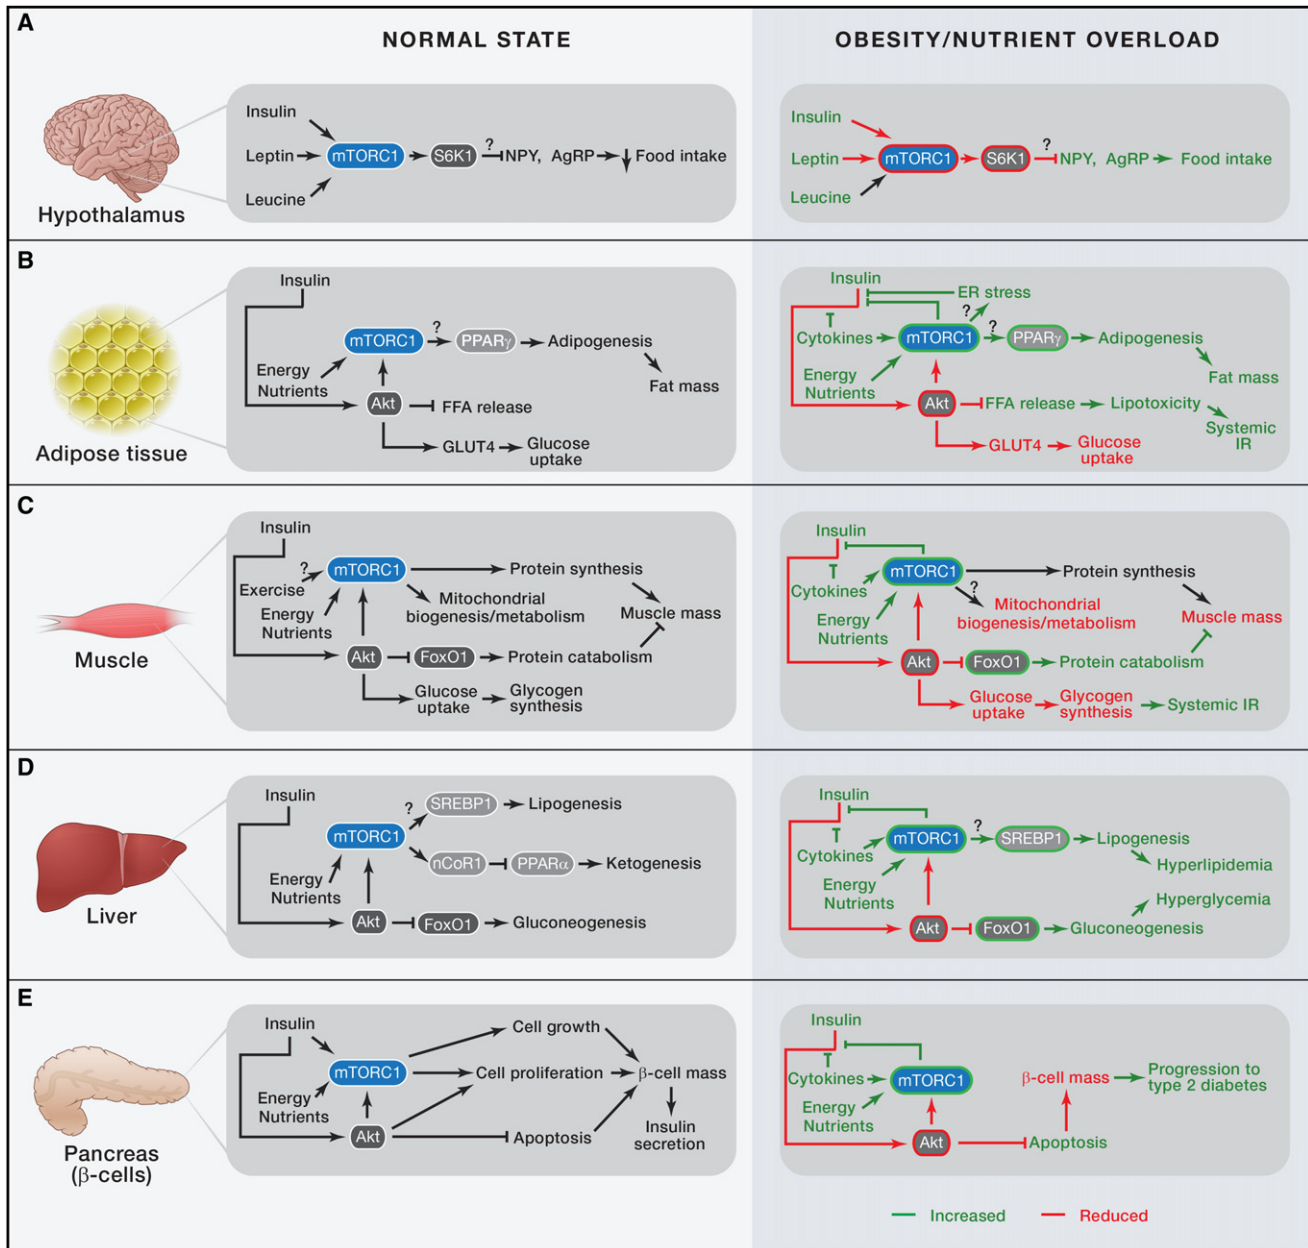 A
NORMAL STATE
OBESITY/NUTRIENT OVERLOAD
Hypothalamus
Insulin
Leptin
mTORC1
S6K1
?
NPY, AgRP
Food intake
Leucine
Insulin
Leptin
mTORC1
S6K1
?
NPY, AgRP
Food intake
Leucine
B
Adipose tissue
Insulin
mTORC1
?
PPARγ
Adipogenesis
Fat mass
Energy
Nutrients
Akt
FFA release
GLUT4
Glucose
uptake
Insulin
ER stress
?
Cytokines
mTORC1
?
PPARγ
Adipogenesis
Fat mass
Energy
Nutrients
Akt
FFA release
Lipotoxicity
Systemic
IR
GLUT4
Glucose
uptake
C
Muscle
Insulin
?
mTORC1
Protein synthesis
Exercise
Energy
Nutrients
Mitochondrial
biogenesis/metabolism
Muscle mass
Akt
FoxO1
Protein catabolism
Glucose
uptake
Glycogen
synthesis
Insulin
mTORC1
Protein synthesis
Cytokines
?
Energy
Nutrients
Mitochondrial
biogenesis/metabolism
Muscle mass
Akt
FoxO1
Protein catabolism
Glucose
uptake
Glycogen
synthesis
Systemic IR
D
Liver
Insulin
?
SREBP1
Lipogenesis
mTORC1
nCoR1
PPARα
Ketogenesis
Energy
Nutrients
Akt
FoxO1
Gluconeogenesis
Insulin
Cytokines
mTORC1
?
SREBP1
Lipogenesis
Hyperlipidemia
Energy
Nutrients
Hyperglycemia
Akt
FoxO1
Gluconeogenesis
E
Pancreas
(β-cells)
Insulin
Cell growth
mTORC1
Cell proliferation
β-cell mass
Energy
Nutrients
Akt
Apoptosis
Insulin
secretion
Insulin
Cytokines
mTORC1
β-cell mass
Progression to
type 2 diabetes
Energy
Nutrients
Akt
Apoptosis
Increased
Reduced